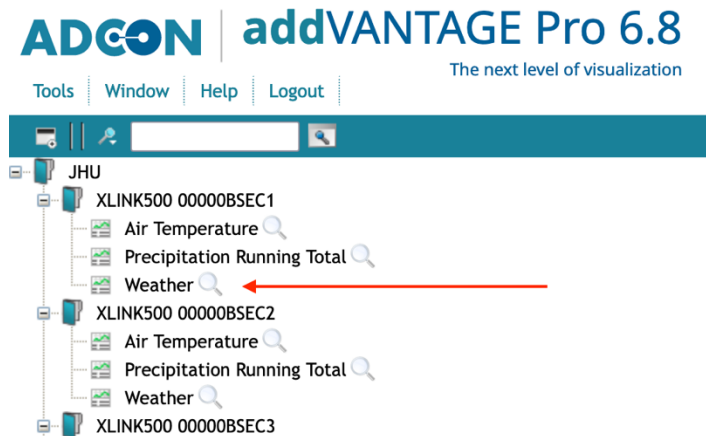 ADCON
addVANTAGE Pro 6.8
The next level of visualization
Tools Window Help Logout
JHU
XLINK500 00000BSEC1
Air Temperature
Precipitation Running Total
Weather
XLINK500 00000BSEC2
Air Temperature
Precipitation Running Total
Weather
XLINK500 00000BSEC3